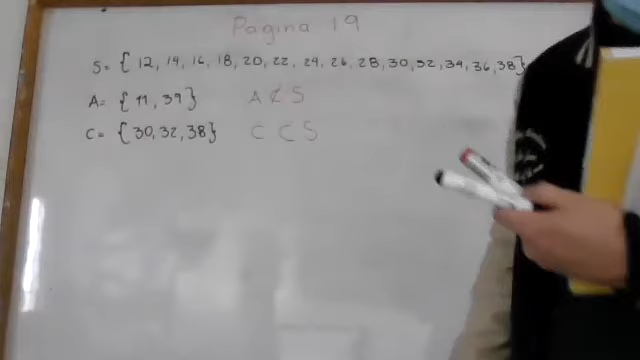 Pagina 19
S= { 12, 14, 16, 18, 20, 22, 24, 26, 28, 30, 32, 34, 36, 38}
A= { 11, 39 } A ⊄ S
C= { 30, 32, 38} C ⊂ S